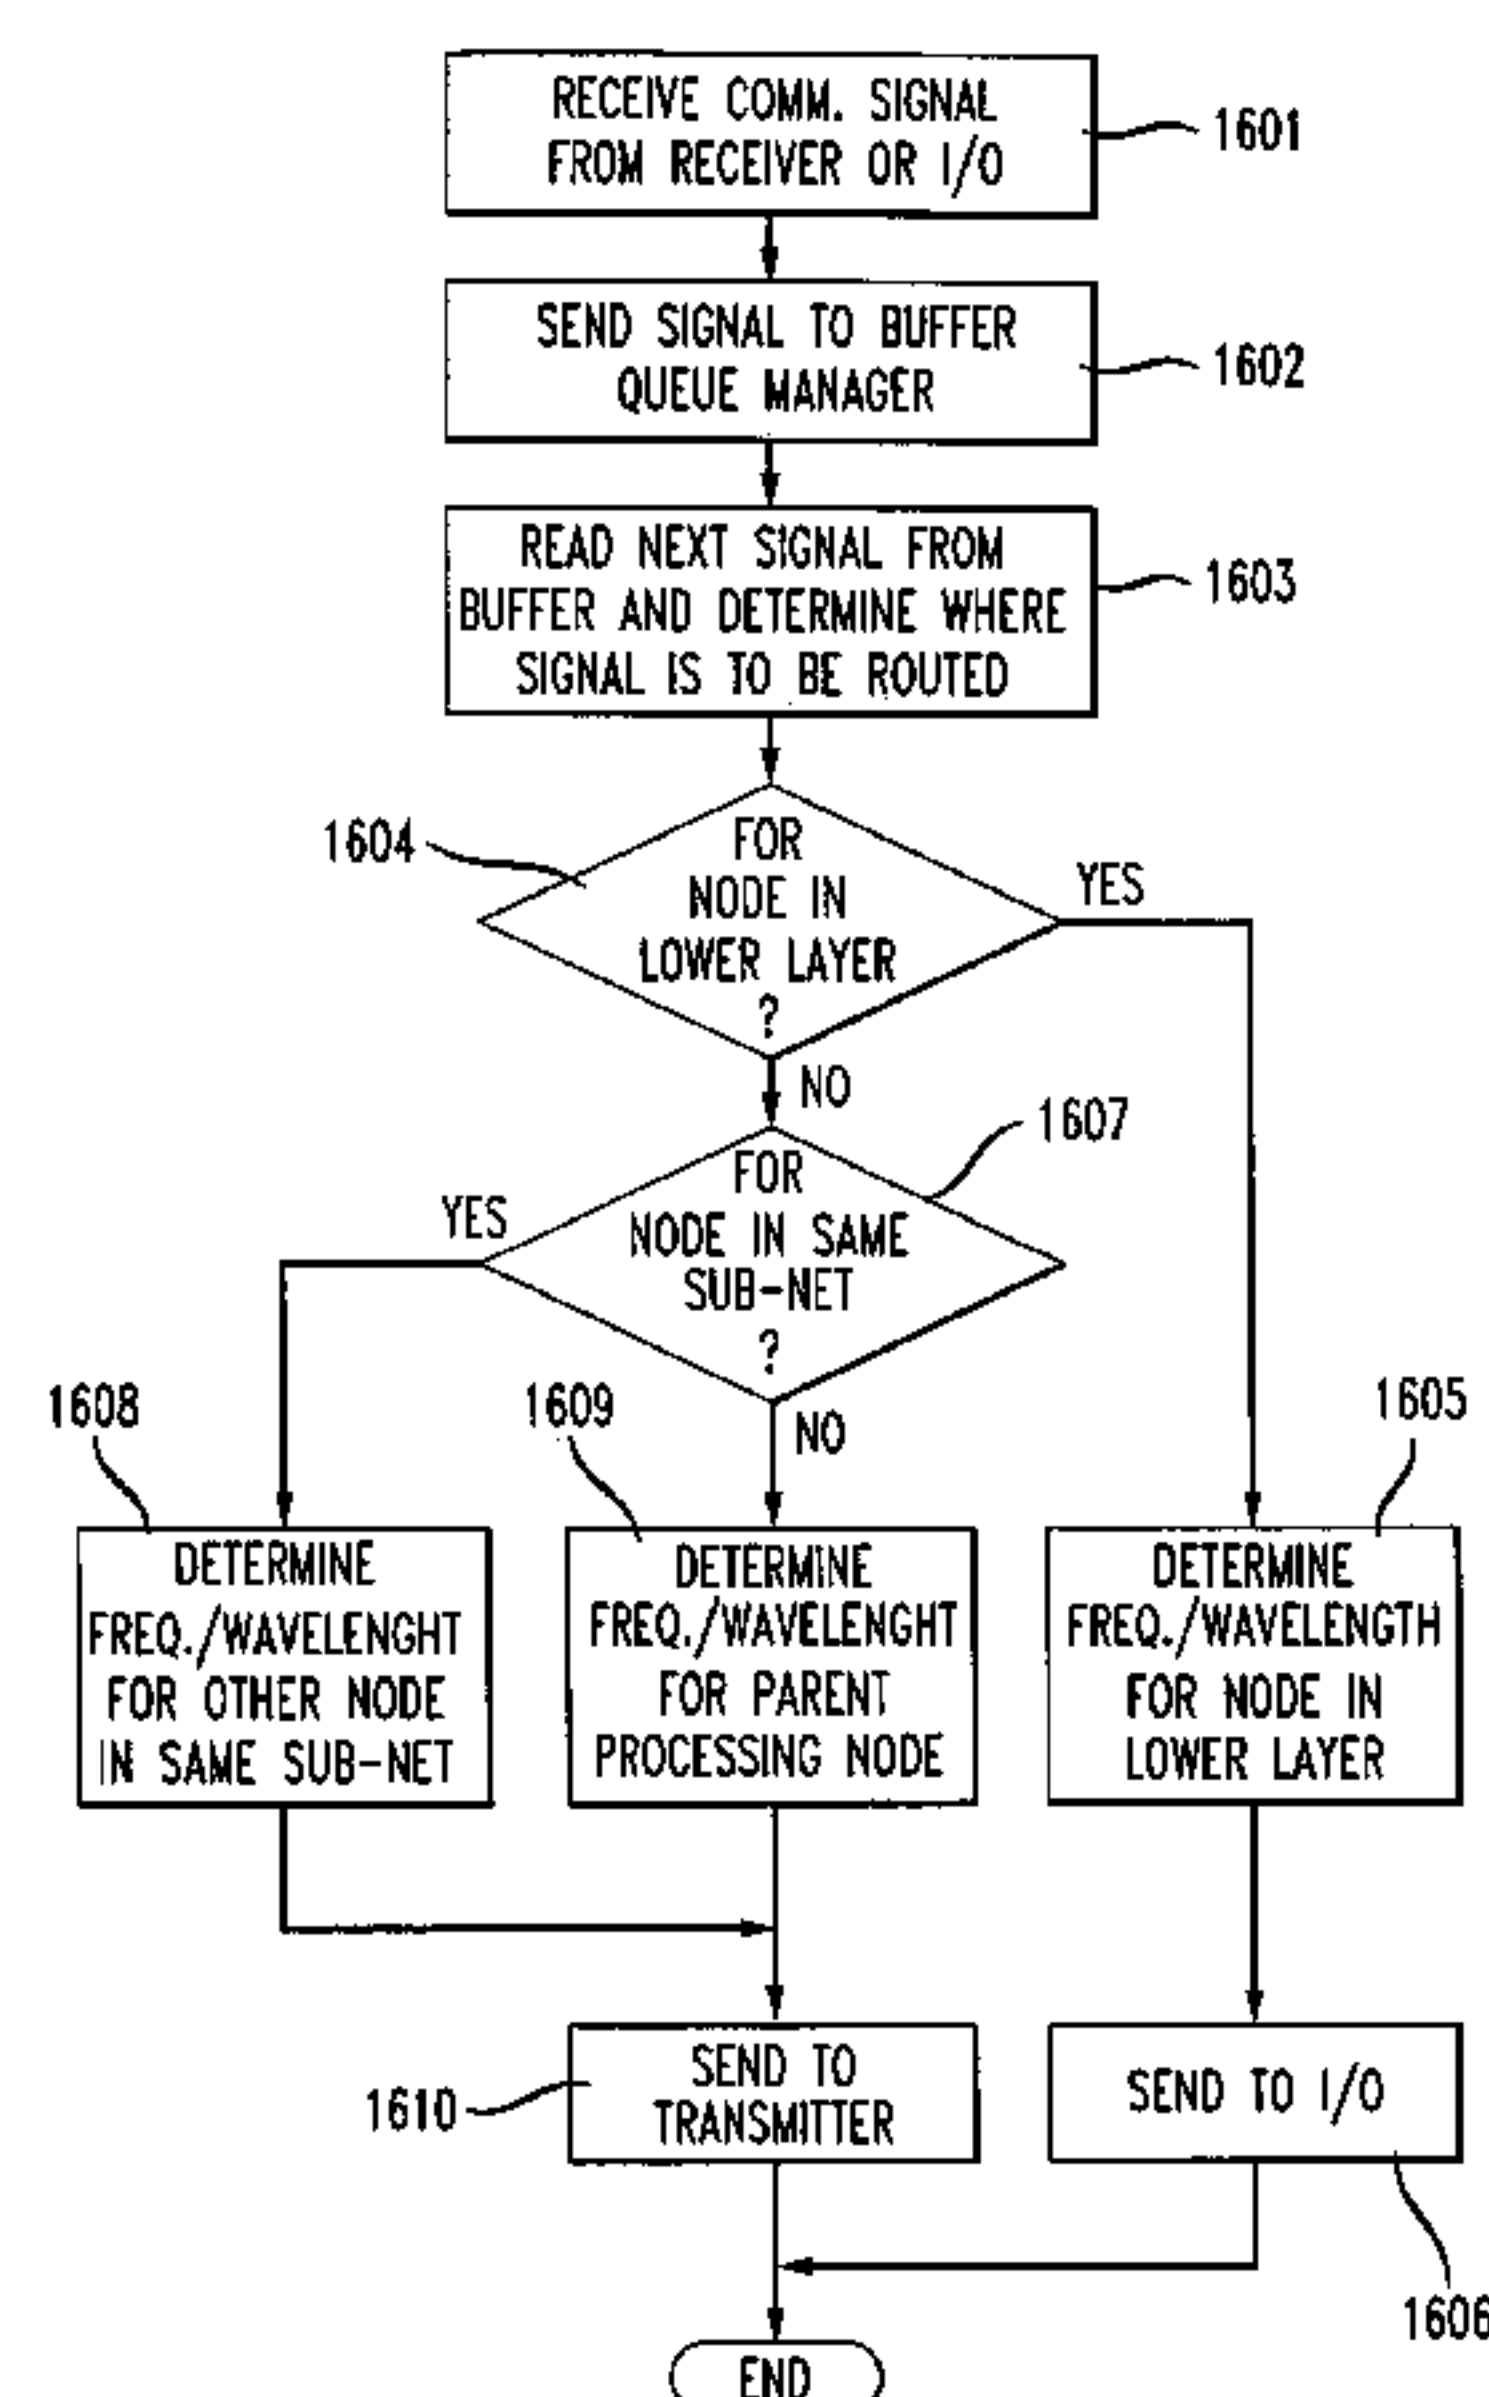 RECEIVE COMM. SIGNAL
FROM RECEIVER OR I/O
1601
SEND SIGNAL TO BUFFER
QUEUE MANAGER
1602
READ NEXT SIGNAL FROM
BUFFER AND DETERMINE WHERE
SIGNAL IS TO BE ROUTED
1603
1604
FOR
NODE IN
LOWER LAYER
?
YES
NO
1607
FOR
NODE IN SAME
SUB-NET
?
YES
NO
1608
1609
1605
DETERMINE
FREQ./WAVELENGHT
FOR OTHER NODE
IN SAME SUB-NET
DETERMINE
FREQ./WAVELENGHT
FOR PARENT
PROCESSING NODE
DETERMINE
FREQ./WAVELENGTH
FOR NODE IN
LOWER LAYER
1610
SEND TO
TRANSMITTER
SEND TO I/O
1606
END